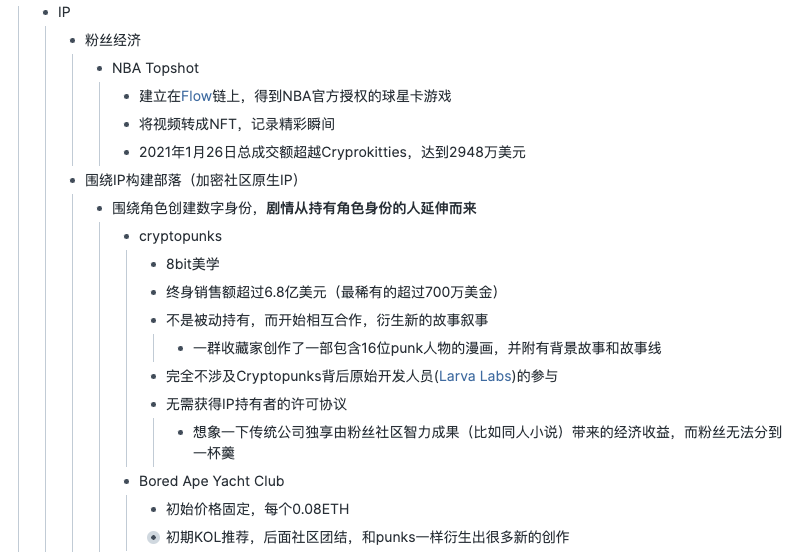 IP
粉丝经济
NBA Topshot
建立在Flow链上，得到NBA官方授权的球星卡游戏
将视频转成NFT，记录精彩瞬间
2021年1月26日总成交额超越Cryprokitties，达到2948万美元
围绕IP构建部落（加密社区原生IP）
围绕角色创建数字身份，剧情从持有角色身份的人延伸而来
cryptopunks
8bit美学
终身销售额超过6.8亿美元（最稀有的超过700万美金）
不是被动持有，而开始相互合作，衍生新的故事叙事
一群收藏家创作了一部包含16位punk人物的漫画，并附有背景故事和故事线
完全不涉及Cryptopunks背后原始开发人员(Larva Labs)的参与
无需获得IP持有者的许可协议
想象一下传统公司独享由粉丝社区智力成果（比如同人小说）带来的经济收益，而粉丝无法分到
一杯羹
Bored Ape Yacht Club
初始价格固定，每个0.08ETH
初期KOL推荐，后面社区团结，和punks一样衍生出很多新的创作